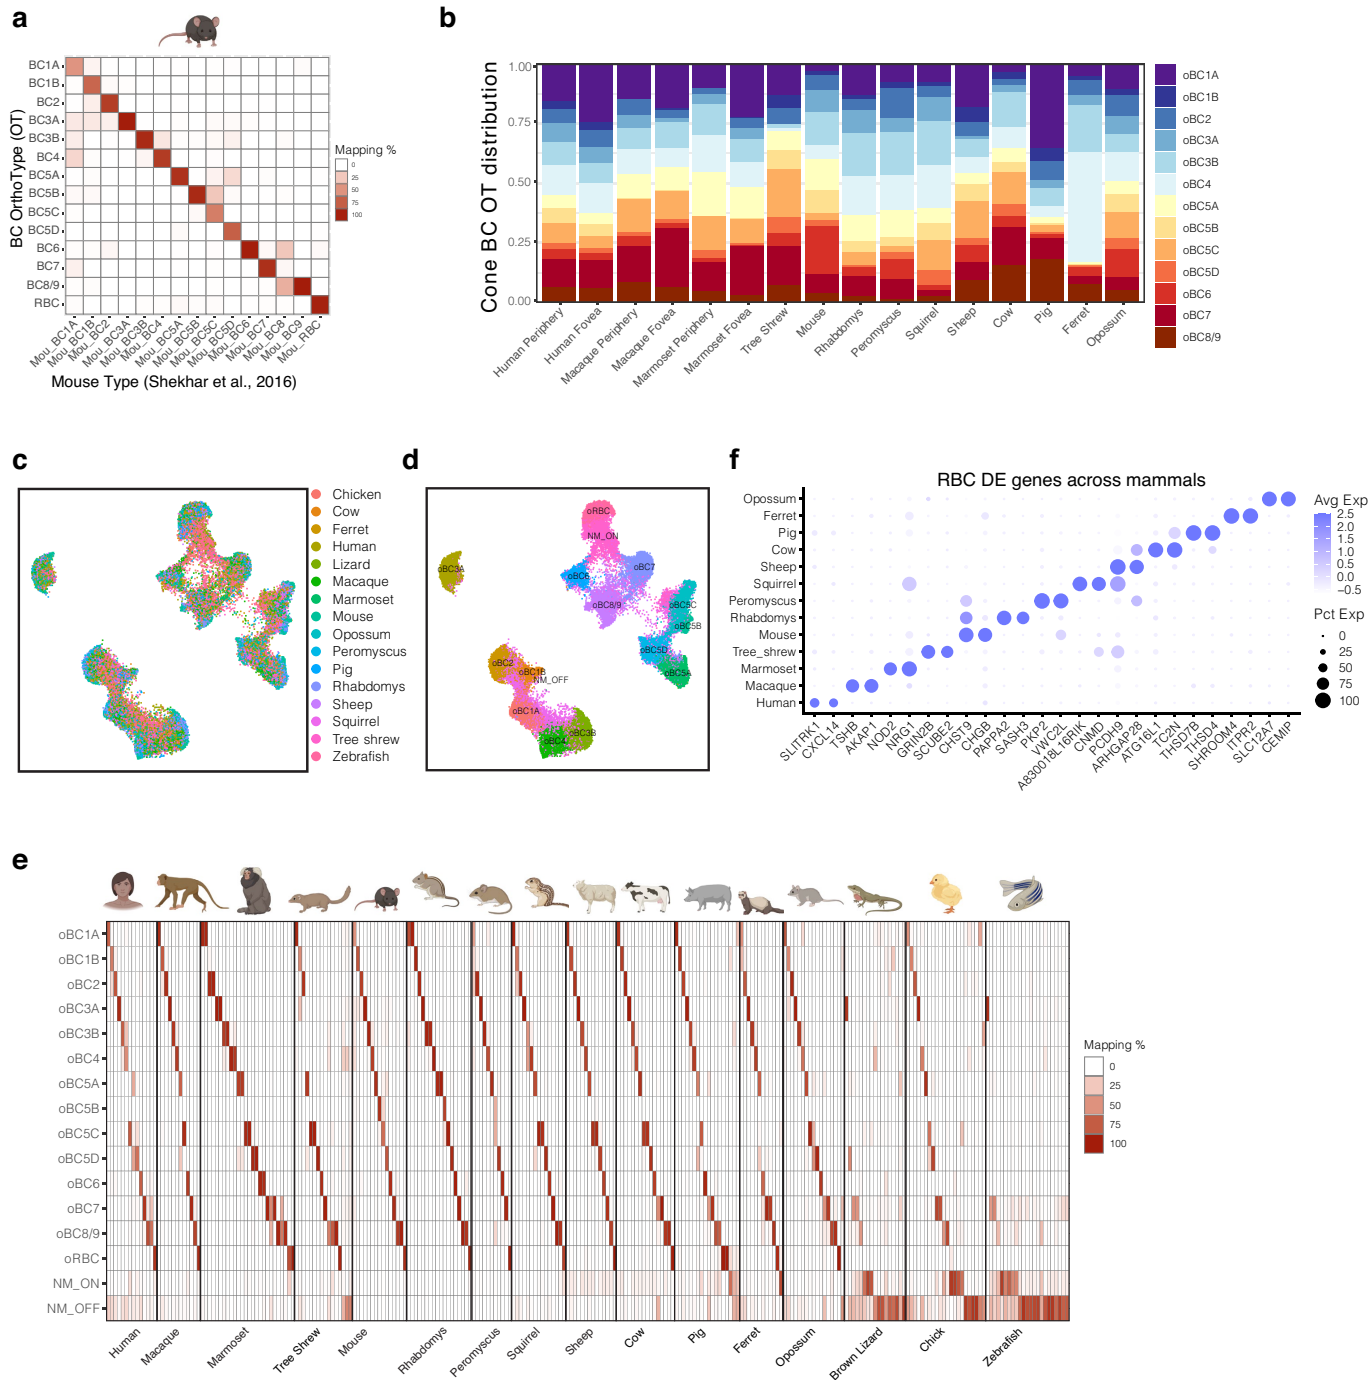 a
BC OrthoType (OT)
BC1A
BC1B
BC2
BC3A
BC3B
BC4
BC5A
BC5B
BC5C
BC5D
BC6
BC7
BC8/9
RBC
Mou_BC1A
Mou_BC1B
Mou_BC2
Mou_BC3A
Mou_BC3B
Mou_BC4
Mou_BC5A
Mou_BC5B
Mou_BC5C
Mou_BC5D
Mou_BC6
Mou_BC7
Mou_BC8
Mou_BC9
Mou_RBC
Mouse Type (Shekhar et al., 2016)
Mapping %
0
25
50
75
100
b
Cone BC OT distribution
1.00
0.75
0.50
0.25
0.00
Human Periphery
Human Fovea
Macaque Periphery
Macaque Fovea
Marmoset Periphery
Marmoset Fovea
Tree Shrew
Mouse
Rhabdomys
Peromyscus
Squirrel
Sheep
Cow
Pig
Ferret
Opossum
oBC1A
oBC1B
oBC2
oBC3A
oBC3B
oBC4
oBC5A
oBC5B
oBC5C
oBC5D
oBC6
oBC7
oBC8/9
c
Chicken
Cow
Ferret
Human
Lizard
Macaque
Marmoset
Mouse
Opossum
Peromyscus
Pig
Rhabdomys
Sheep
Squirrel
Tree shrew
Zebrafish
d
oRBC
NM_ON
oBC3A
oBC6
oBC7
oBC8/9
oBC5C
oBC5B
oBC5D
oBC5A
oBC2
oBC1B
NM_OFF
oBC1A
oBC3B
oBC4
f
RBC DE genes across mammals
Opossum
Ferret
Pig
Cow
Sheep
Squirrel
Peromyscus
Rhabdomys
Mouse
Tree_shrew
Marmoset
Macaque
Human
SLITRK1
CXCL14
TSHB
AKAP1
NOD2
NRG1
GRIN2B
SCUBE2
CHST9
CHGB
PAPPA2
SASH3
PKP2
VWC2L
A830018L16RIK
CNMD
PCDH9
ARHGAP28
ATG16L1
TC2N
THSD7B
THSD4
SHROOM4
ITPR2
SLC12A7
CEMIP
Avg Exp
2.5
2.0
1.5
1.0
0.5
0.0
−0.5
Pct Exp
0
25
50
75
100
e
oBC1A
oBC1B
oBC2
oBC3A
oBC3B
oBC4
oBC5A
oBC5B
oBC5C
oBC5D
oBC6
oBC7
oBC8/9
oRBC
NM_ON
NM_OFF
Human
Macaque
Marmoset
Tree Shrew
Mouse
Rhabdomys
Peromyscus
Squirrel
Sheep
Cow
Pig
Ferret
Opossum
Brown Lizard
Chick
Zebrafish
Mapping %
0
25
50
75
100